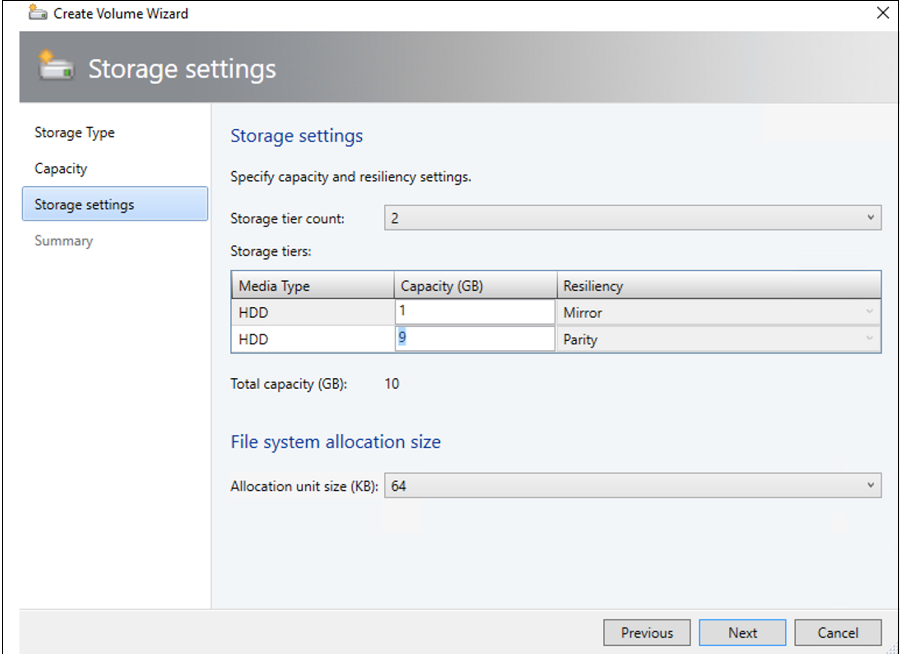 Create Volume Wizard
Storage settings
Storage Type
Capacity
Storage settings
Summary
Storage settings
Specify capacity and resiliency settings.
Storage tier count: 2
Storage tiers:
Media Type Capacity (GB) Resiliency
HDD 1 Mirror
HDD 9 Parity
Total capacity (GB): 10
File system allocation size
Allocation unit size (KB): 64
Previous Next Cancel